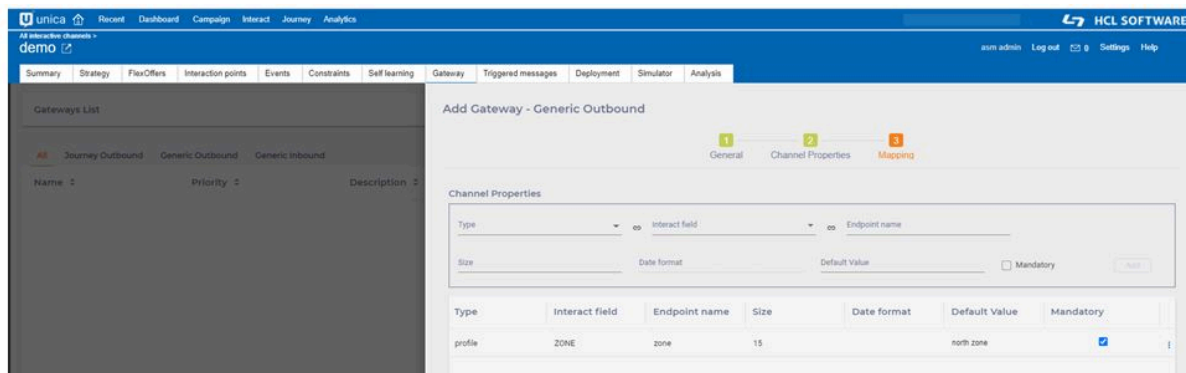 unica Recent Dashboard Campaign Interact Journey Analytics HCL SOFTWARE
All interactive channels >
demo asm admin Log out 0 Settings Help
Summary Strategy FlexOffers Interaction points Events Constraints Self learning Gateway Triggered messages Deployment Simulator Analysis
Gateways List
All Journey Outbound Generic Outbound Generic Inbound
Name Priority Description
Add Gateway - Generic Outbound
1 2 3
General Channel Properties Mapping
Channel Properties
Type Interact field Endpoint name
Size Date format Default Value Mandatory Add
Type Interact field Endpoint name Size Date format Default Value Mandatory
profile ZONE zone 15 north zone